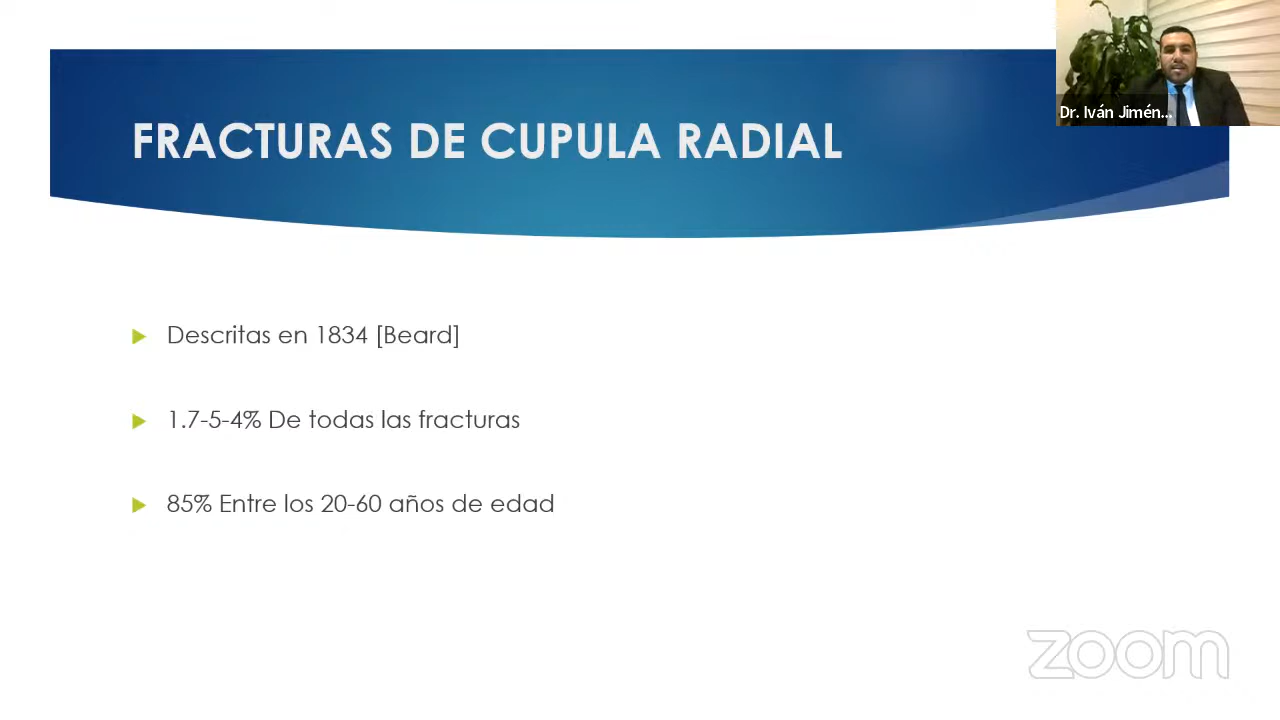 Dr. Iván Jimén...
FRACTURAS DE CUPULA RADIAL
Descritas en 1834 [Beard]
1.7-5-4% De todas las fracturas
85% Entre los 20-60 años de edad
zoom